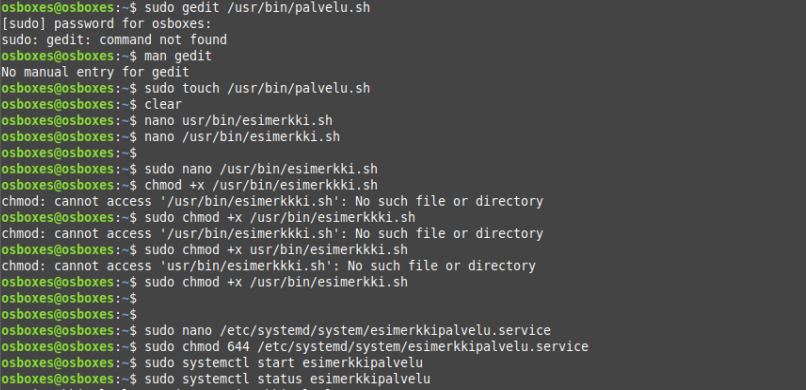 osboxes@osboxes:~$ sudo gedit /usr/bin/palvelu.sh
[sudo] password for osboxes:
sudo: gedit: command not found
osboxes@osboxes:~$ man gedit
No manual entry for gedit
osboxes@osboxes:~$ sudo touch /usr/bin/palvelu.sh
osboxes@osboxes:~$ clear
osboxes@osboxes:~$ nano usr/bin/esimerkki.sh
osboxes@osboxes:~$ nano /usr/bin/esimerkki.sh
osboxes@osboxes:~$
osboxes@osboxes:~$ sudo nano /usr/bin/esimerkki.sh
osboxes@osboxes:~$ chmod +x /usr/bin/esimerkkki.sh
chmod: cannot access '/usr/bin/esimerkkki.sh': No such file or directory
osboxes@osboxes:~$ sudo chmod +x /usr/bin/esimerkkki.sh
chmod: cannot access '/usr/bin/esimerkkki.sh': No such file or directory
osboxes@osboxes:~$ sudo chmod +x usr/bin/esimerkkki.sh
chmod: cannot access 'usr/bin/esimerkkki.sh': No such file or directory
osboxes@osboxes:~$ sudo chmod +x /usr/bin/esimerkki.sh
osboxes@osboxes:~$
osboxes@osboxes:~$
osboxes@osboxes:~$ sudo nano /etc/systemd/system/esimerkkipalvelu.service
osboxes@osboxes:~$ sudo chmod 644 /etc/systemd/system/esimerkkipalvelu.service
osboxes@osboxes:~$ sudo systemctl start esimerkkipalvelu
osboxes@osboxes:~$ sudo systemctl status esimerkkipalvelu